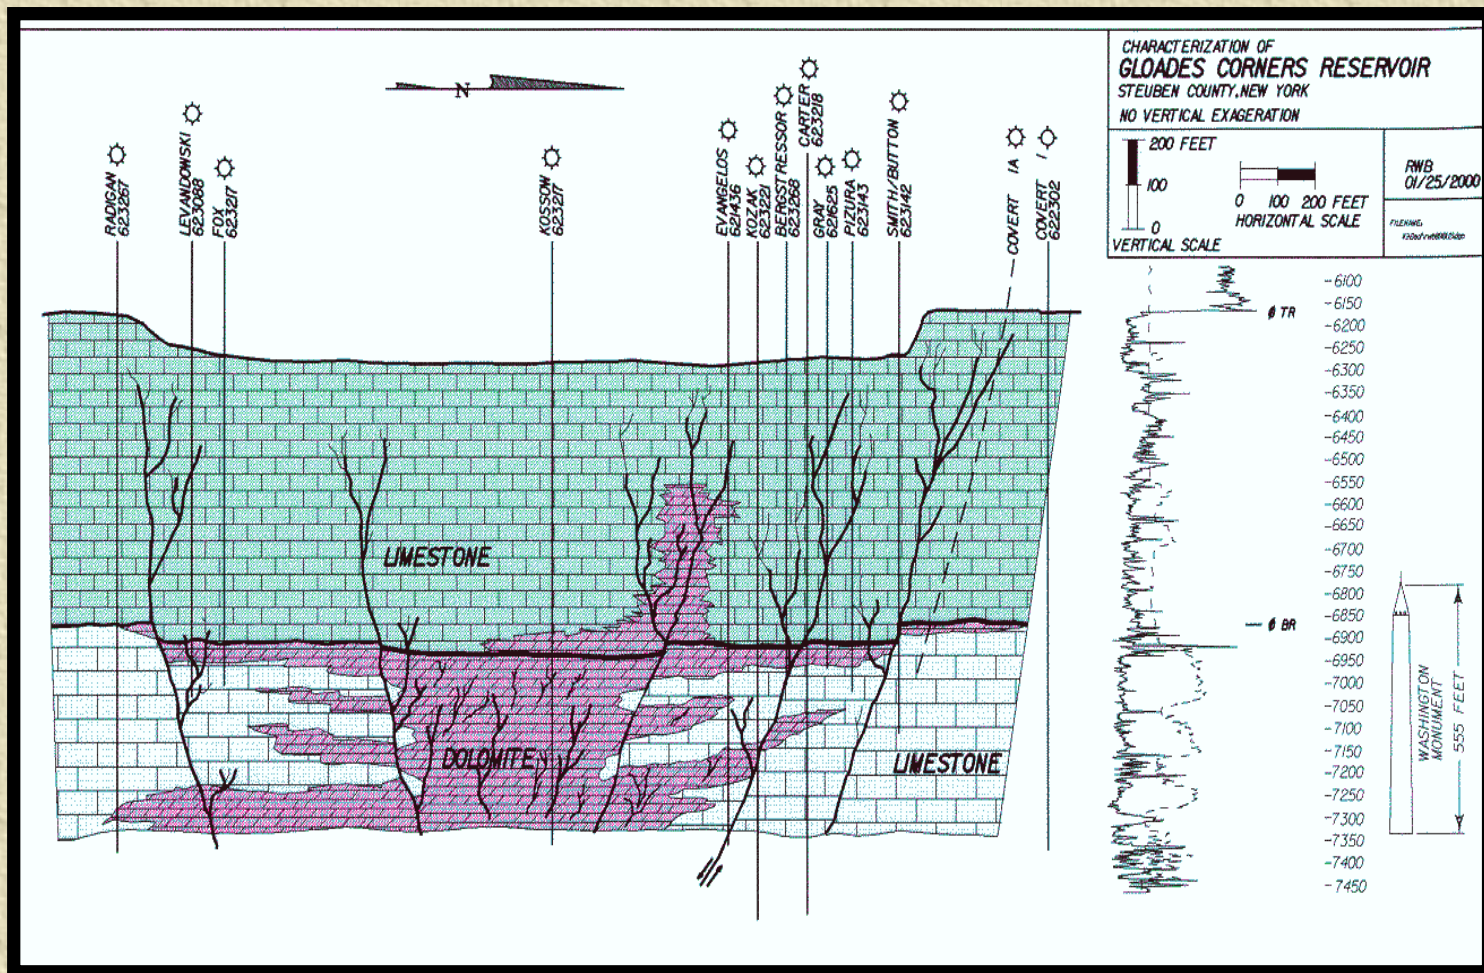 CHARACTERIZATION OF
GLOADES CORNERS RESERVOIR
STEUBEN COUNTY, NEW YORK
NO VERTICAL EXAGERATION
200 FEET
100
0
VERTICAL SCALE
0 100 200 FEET
HORIZONTAL SCALE
RWB
01/25/2000
FILENAME:
N
RADIGAN
623267
LEVANDOWSKI
623088
FOX
623217
KOSSOW
623277
EVANGELOS
621436
KOZAK
623221
BERGSTRESSOR
623268
CARTER
623218
GRAY
621625
PIZURA
623143
SMITH/BUTTON
623142
COVERT 1A
COVERT 1
622302
LIMESTONE
DOLOMITE
LIMESTONE
-6100
-6150
Ø TR
-6200
-6250
-6300
-6350
-6400
-6450
-6500
-6550
-6600
-6650
-6700
-6750
-6800
-6850
Ø BR
-6900
-6950
-7000
-7050
-7100
-7150
-7200
-7250
-7300
-7350
-7400
-7450
WASHINGTON
MONUMENT
555 FEET